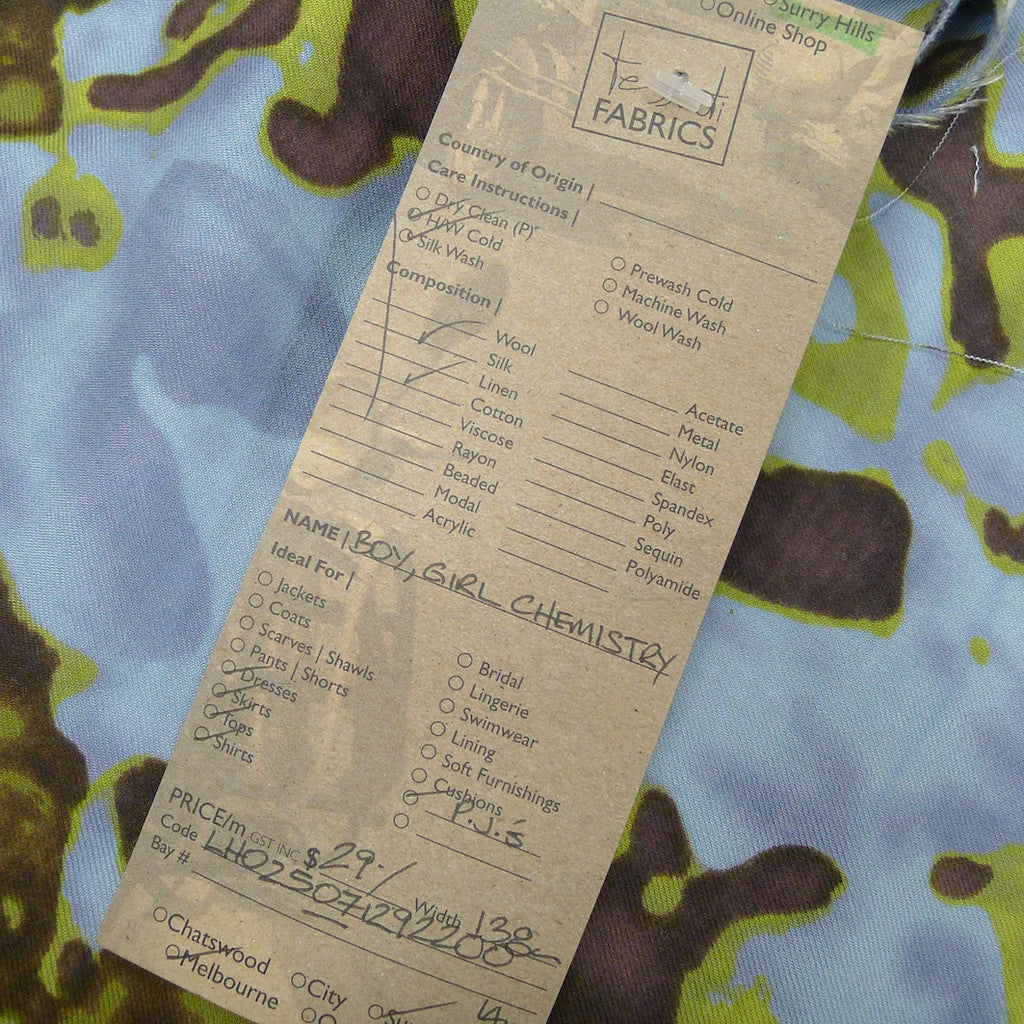 Surry Hills
Online Shop
Tessuti
FABRICS
Country of Origin |
Care Instructions |
Dry Clean (P)
H/W Cold
Silk Wash
Prewash Cold
Machine Wash
Wool Wash
Composition |
Wool
Silk
Linen
Cotton
Viscose
Rayon
Beaded
Modal
Acrylic
Acetate
Metal
Nylon
Elast
Spandex
Poly
Sequin
Polyamide
NAME | BOY, GIRL CHEMISTRY
Ideal For |
Jackets
Coats
Scarves | Shawls
Pants | Shorts
Dresses
Skirts
Tops
Shirts
Bridal
Lingerie
Swimwear
Lining
Soft Furnishings
Cushions
P.J.s
PRICE/m GST INC $29-/
Code
Width
Bay #
Chatswood
Melbourne
City